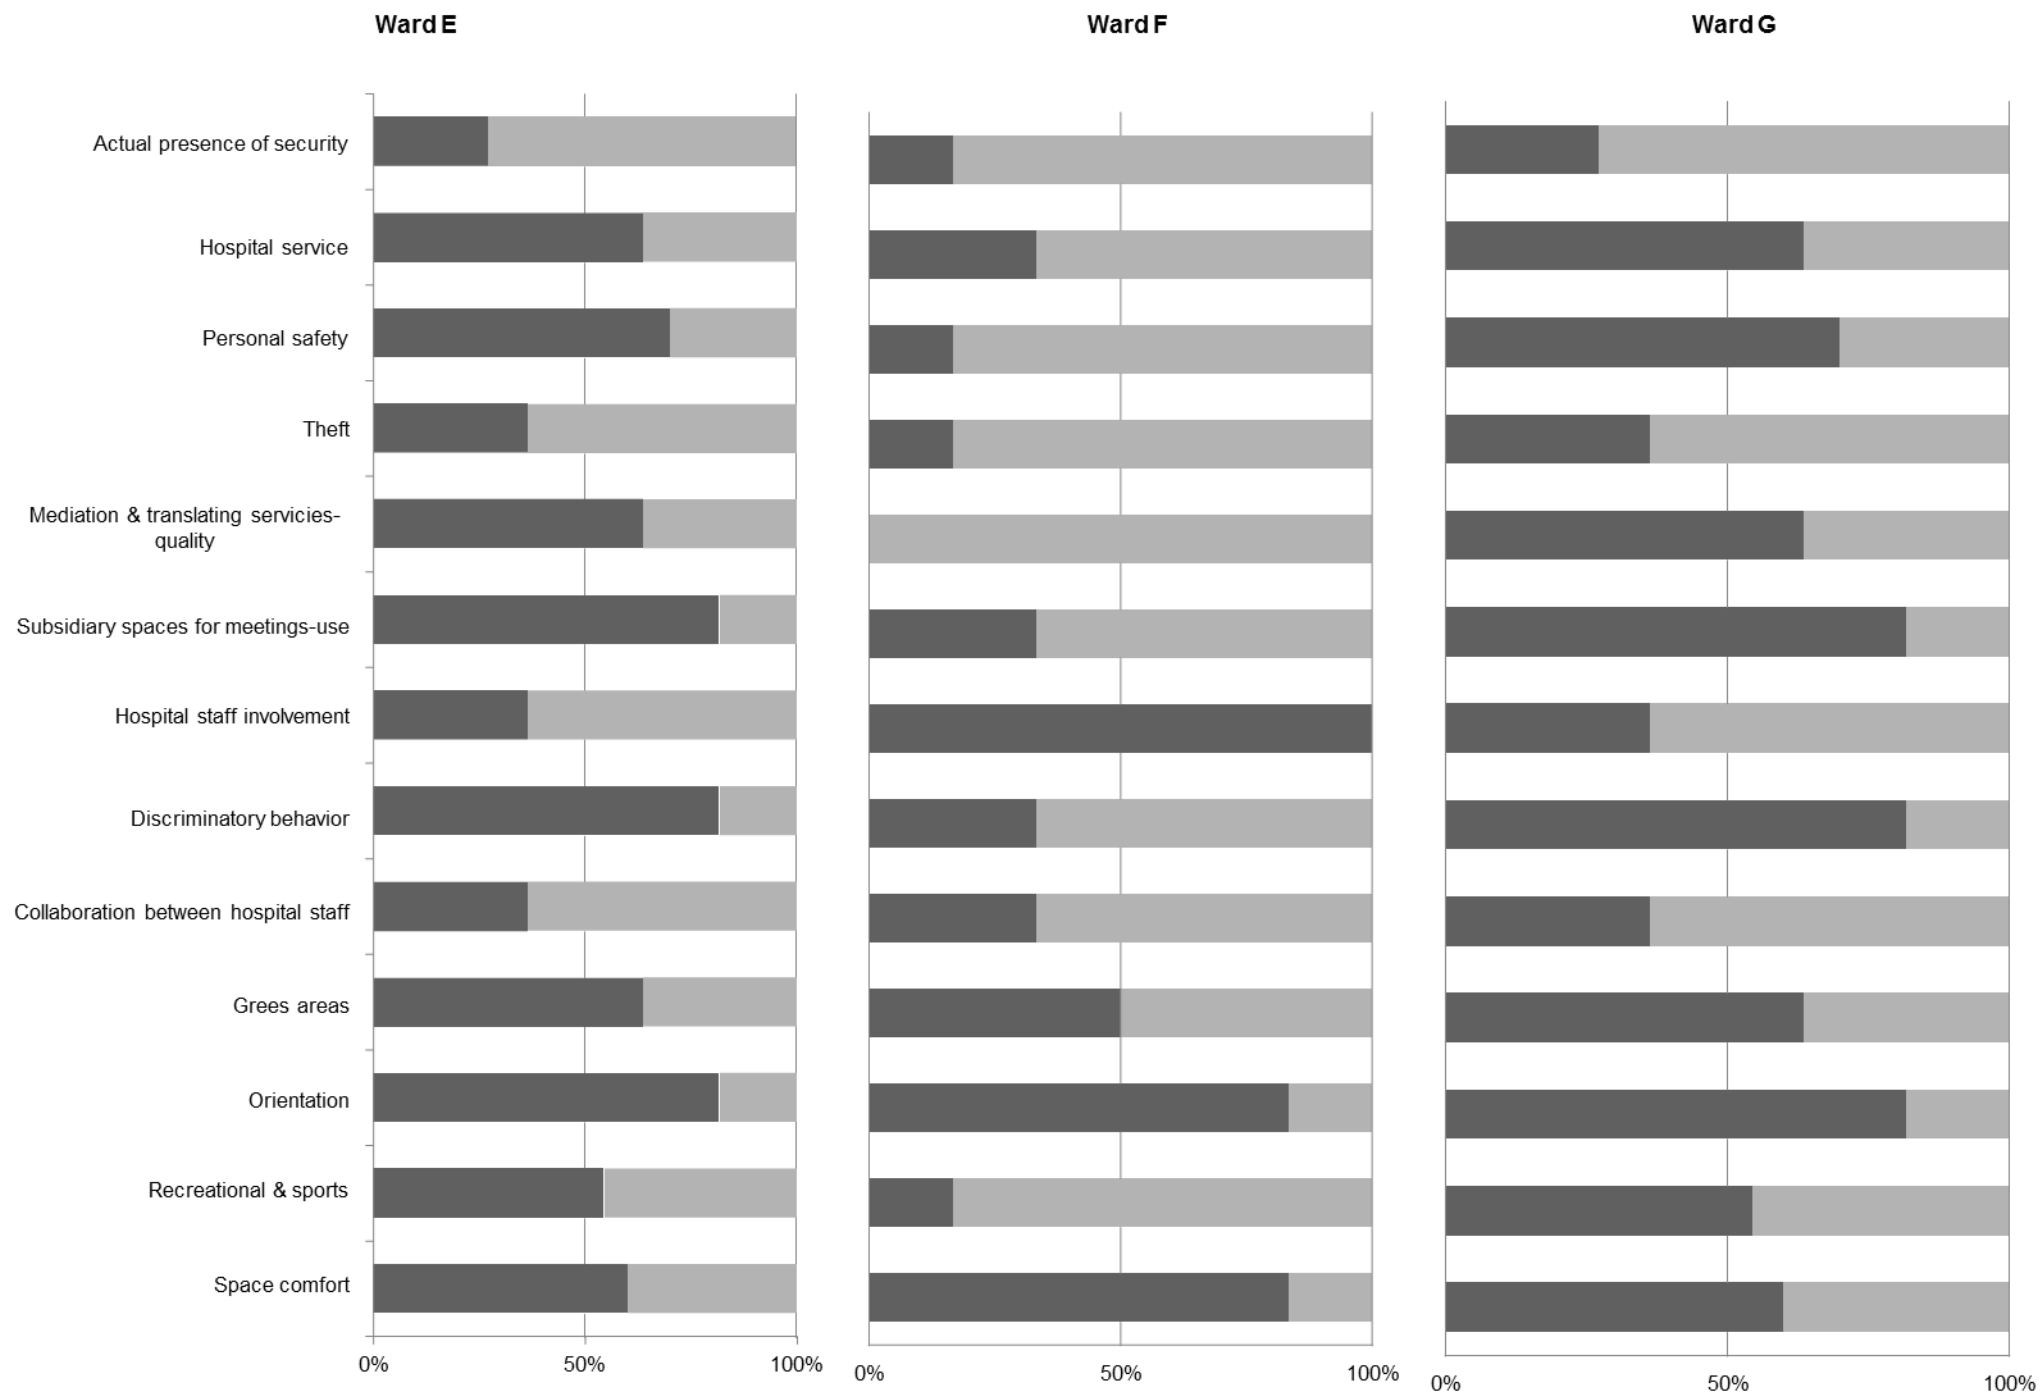 Ward E
Ward F
Ward G
Actual presence of security
Hospital service
Personal safety
Theft
Mediation & translating servicies-
quality
Subsidiary spaces for meetings-use
Hospital staff involvement
Discriminatory behavior
Collaboration between hospital staff
Grees areas
Orientation
Recreational & sports
Space comfort
0%
50%
100%
0%
50%
100%
0%
50%
100%